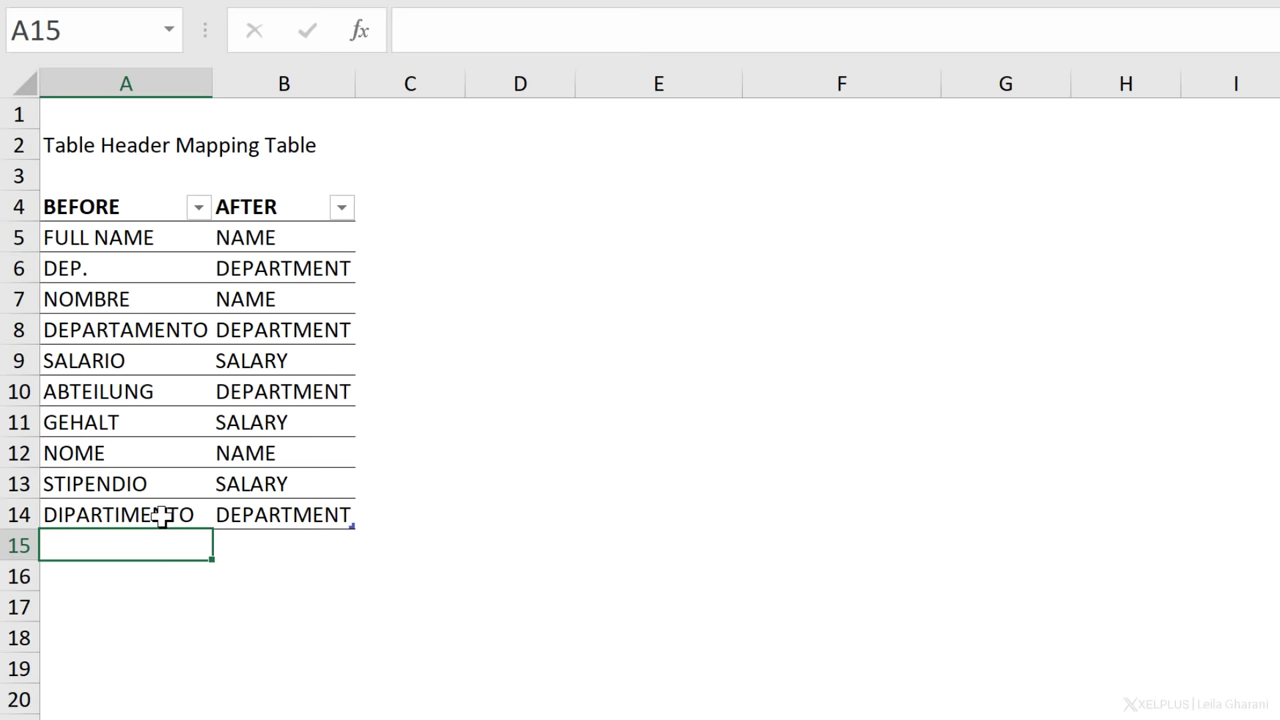 A15
fx
A B C D E F G H I
1
2 Table Header Mapping Table
3
4 BEFORE AFTER
5 FULL NAME NAME
6 DEP. DEPARTMENT
7 NOMBRE NAME
8 DEPARTAMENTO DEPARTMENT
9 SALARIO SALARY
10 ABTEILUNG DEPARTMENT
11 GEHALT SALARY
12 NOME NAME
13 STIPENDIO SALARY
14 DIPARTIMENTO DEPARTMENT
15
16
17
18
19
20
XELPLUS | Leila Gharani